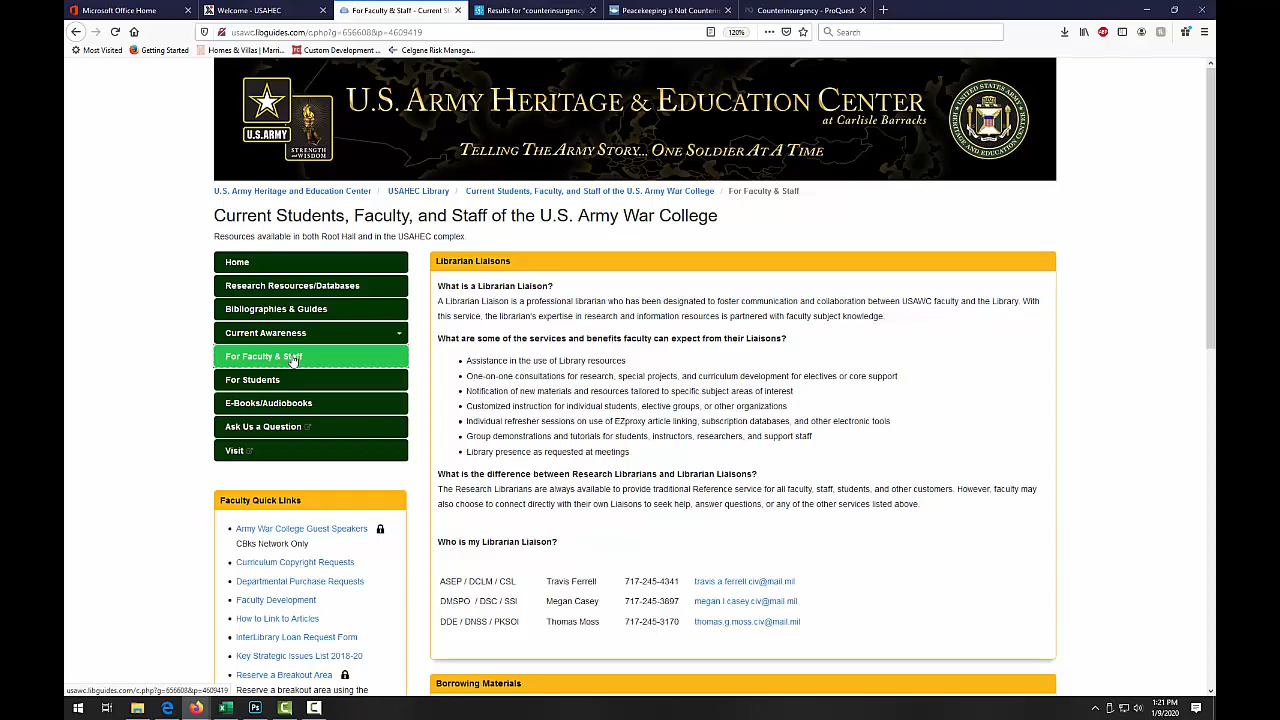 Microsoft Office Home
Welcome - USAHEC
For Faculty & Staff - Current St
Results for "counterinsurgency
Peacekeeping is Not Counterin
Counterinsurgency - ProQuest
usawc.libguides.com/c.php?g=656608&p=4609419
120%
Search
Most Visited
Getting Started
Homes & Villas | Marri...
Custom Development ...
Celgene Risk Manage...
U.S. ARMY HERITAGE & EDUCATION CENTER
at Carlisle Barracks
TELLING THE ARMY STORY... ONE SOLDIER AT A TIME
U.S.ARMY
STRENGTH
and WISDOM
U.S. Army Heritage and Education Center / USAHEC Library / Current Students, Faculty, and Staff of the U.S. Army War College / For Faculty & Staff
Current Students, Faculty, and Staff of the U.S. Army War College
Resources available in both Root Hall and in the USAHEC complex.
Home
Research Resources/Databases
Bibliographies & Guides
Current Awareness
For Faculty & Staff
For Students
E-Books/Audiobooks
Ask Us a Question
Visit
Faculty Quick Links
Army War College Guest Speakers
CBks Network Only
Curriculum Copyright Requests
Departmental Purchase Requests
Faculty Development
How to Link to Articles
InterLibrary Loan Request Form
Key Strategic Issues List 2018-20
Reserve a Breakout Area
Reserve a breakout area using the
Librarian Liaisons
What is a Librarian Liaison?
A Librarian Liaison is a professional librarian who has been designated to foster communication and collaboration between USAWC faculty and the Library. With
this service, the librarian's expertise in research and information resources is partnered with faculty subject knowledge.
What are some of the services and benefits faculty can expect from their Liaisons?
Assistance in the use of Library resources
One-on-one consultations for research, special projects, and curriculum development for electives or core support
Notification of new materials and resources tailored to specific subject areas of interest
Customized instruction for individual students, elective groups, or other organizations
Individual refresher sessions on use of EZproxy article linking, subscription databases, and other electronic tools
Group demonstrations and tutorials for students, instructors, researchers, and support staff
Library presence as requested at meetings
What is the difference between Research Librarians and Librarian Liaisons?
The Research Librarians are always available to provide traditional Reference service for all faculty, staff, students, and other customers. However, faculty may
also choose to connect directly with their own Liaisons to seek help, answer questions, or any of the other services listed above.
Who is my Librarian Liaison?
ASEP / DCLM / CSL Travis Ferrell 717-245-4341 travis.a.ferrell.civ@mail.mil
DMSPO / DSC / SSI Megan Casey 717-245-3897 megan.l.casey.civ@mail.mil
DDE / DNSS / PKSOI Thomas Moss 717-245-3170 thomas.g.moss.civ@mail.mil
Borrowing Materials
usawc.libguides.com/c.php?g=656608&p=4609419
1:21 PM
1/9/2020